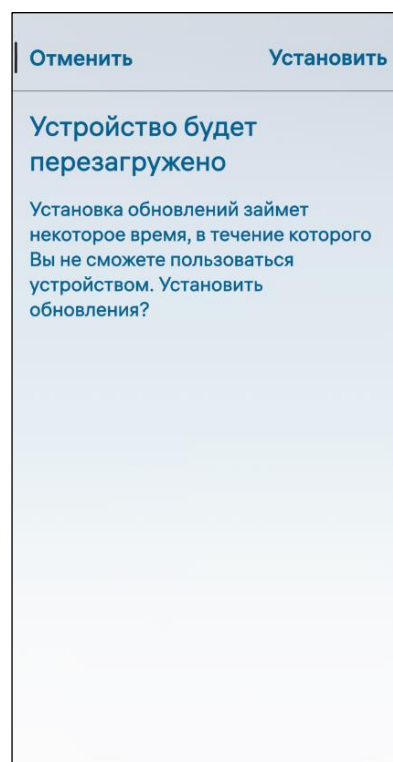 Отменить Установить
Устройство будет
перезагружено
Установка обновлений займет
некоторое время, в течение которого
Вы не сможете пользоваться
устройством. Установить
обновления?